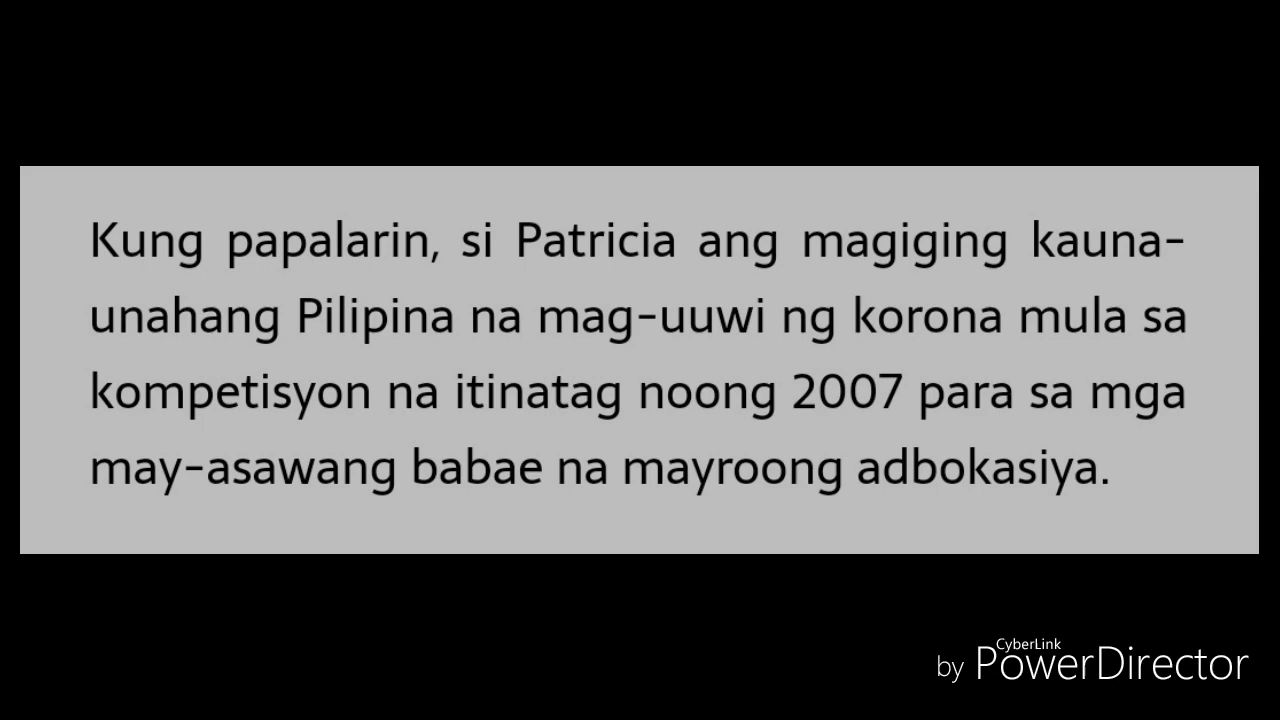 Kung papalarin, si Patricia ang magiging kauna-
unahang Pilipina na mag-uuwi ng korona mula sa
kompetisyon na itinatag noong 2007 para sa mga
may-asawang babae na mayroong adbokasiya.
CyberLink
by PowerDirector